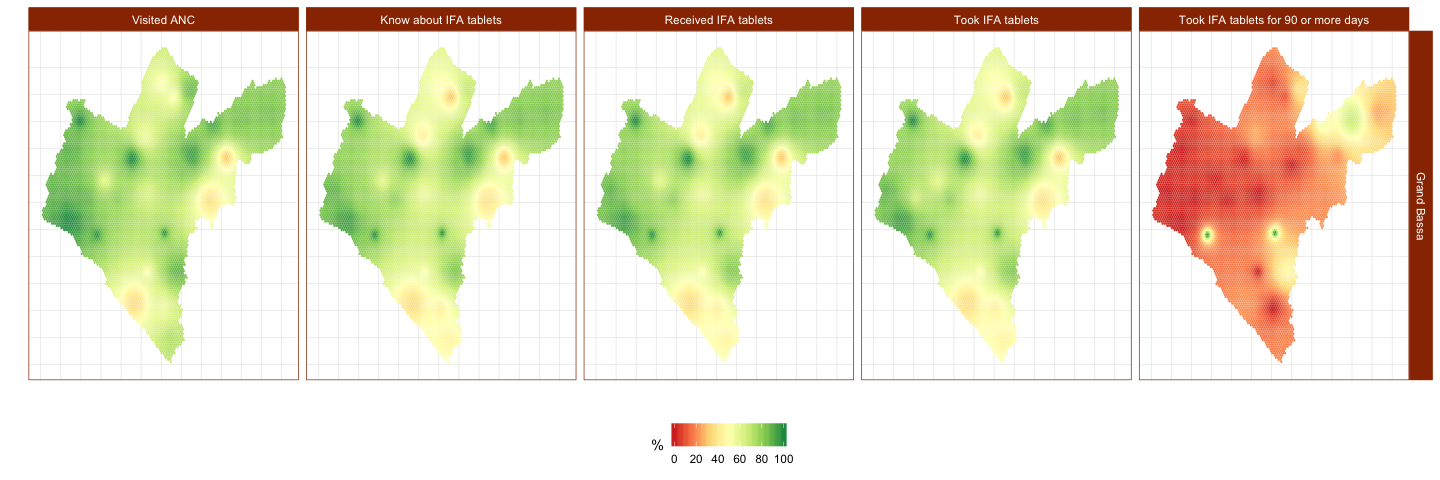 Visited ANC
Know about IFA tablets
Received IFA tablets
Took IFA tablets
Took IFA tablets for 90 or more days
Grand Bassa
%
0 20 40 60 80 100